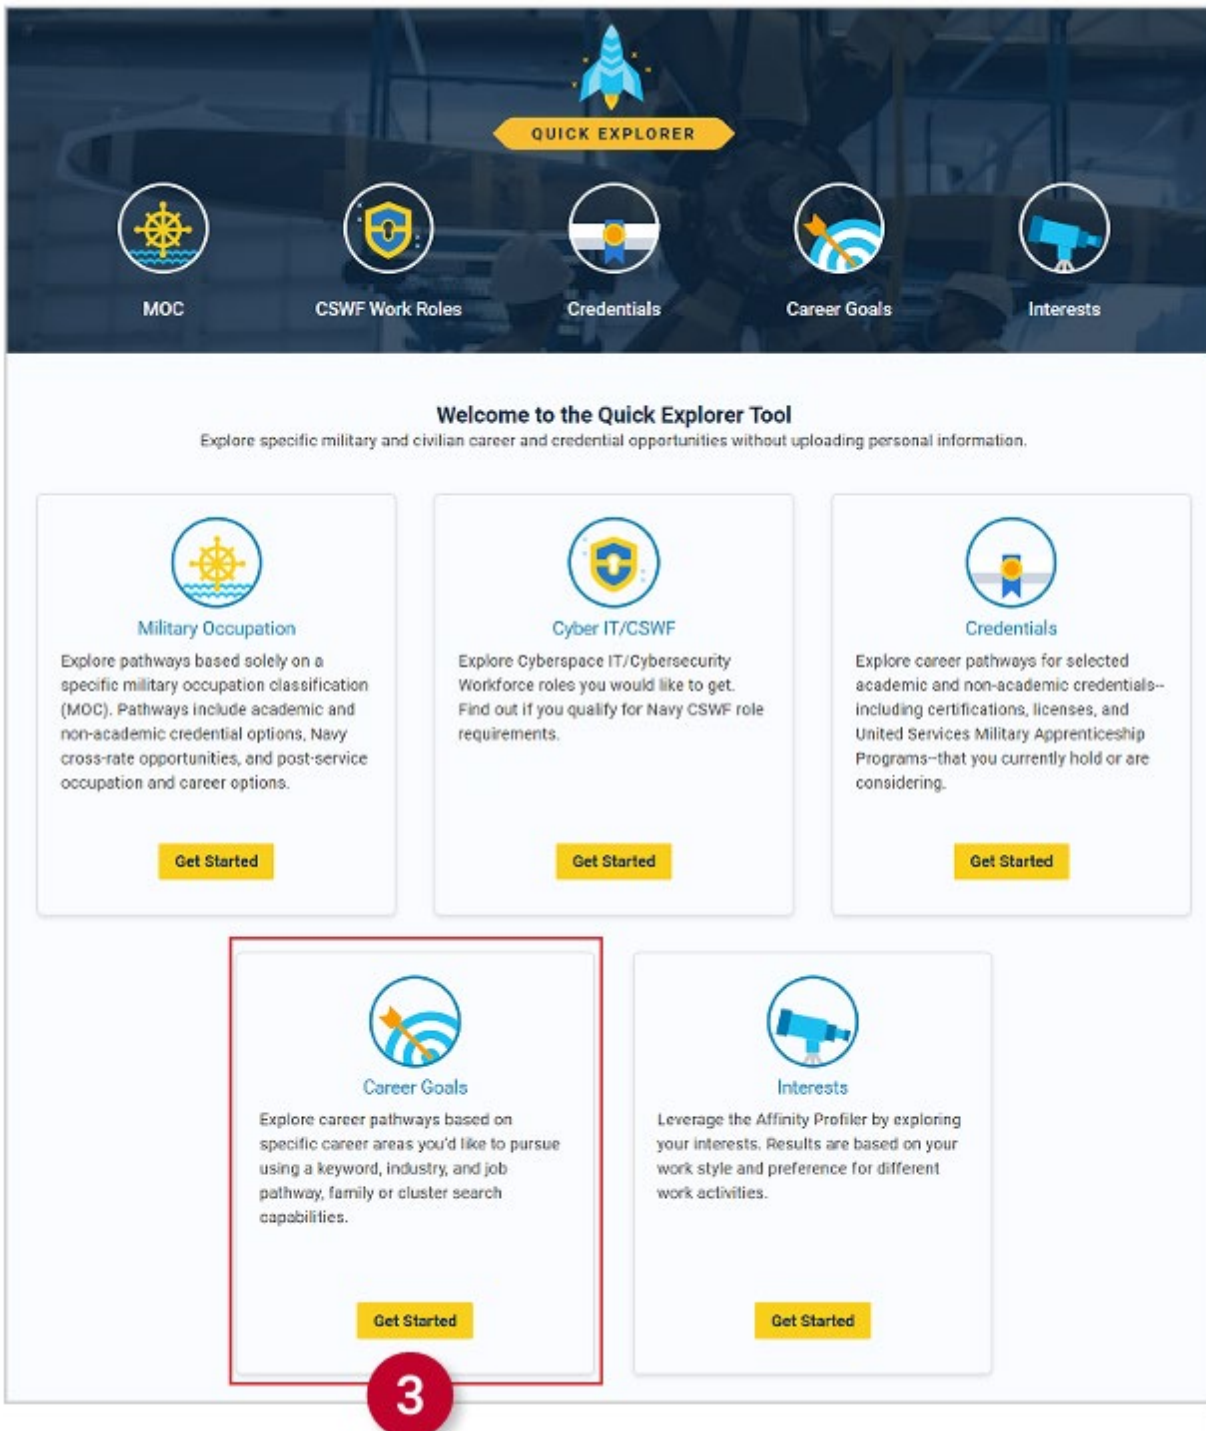 QUICK EXPLORER
MOC
CSWF Work Roles
Credentials
Career Goals
Interests
Welcome to the Quick Explorer Tool
Explore specific military and civilian career and credential opportunities without uploading personal information.
Military Occupation
Explore pathways based solely on a
specific military occupation classification
(MOC). Pathways include academic and
non-academic credential options, Navy
cross-rate opportunities, and post-service
occupation and career options.
Get Started
Cyber IT/CSWF
Explore Cyberspace IT/Cybersecurity
Workforce roles you would like to get.
Find out if you qualify for Navy CSWF role
requirements.
Get Started
Credentials
Explore career pathways for selected
academic and non-academic credentials--
including certifications, licenses, and
United Services Military Apprenticeship
Programs--that you currently hold or are
considering.
Get Started
Career Goals
Explore career pathways based on
specific career areas you'd like to pursue
using a keyword, industry, and job
pathway, family or cluster search
capabilities.
Get Started
Interests
Leverage the Affinity Profiler by exploring
your interests. Results are based on your
work style and preference for different
work activities.
Get Started
3